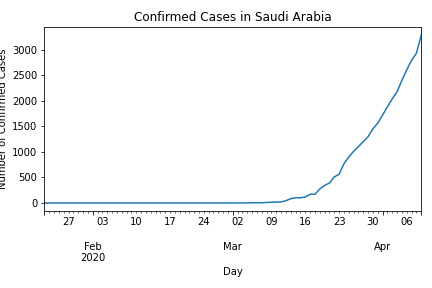 Confirmed Cases in Saudi Arabia
Number of Confirmed Cases
3000
2500
2000
1500
1000
500
0
27 03 10 17 24 02 09 16 23 30 06
Feb Mar Apr
2020
Day